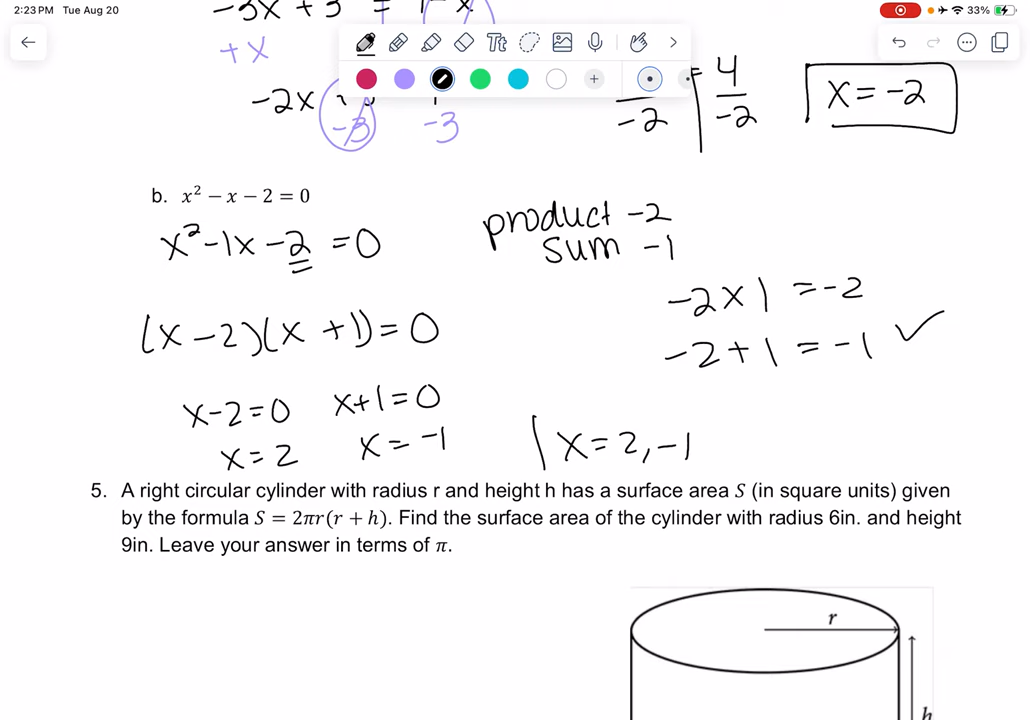 2:23 PM Tue Aug 20
33%
-3x + 3 = 1 - x
+x
Tt
-2x
-3
-3
-2
= 4
-2
x = -2
b. x² − x − 2 = 0
x²-1x-2 = 0
product -2
sum -1
-2x1 = -2
-2+1 = -1 ✓
(x-2)(x+1)=0
x-2=0 x+1=0
x=2 x=-1
x=2,-1
5. A right circular cylinder with radius r and height h has a surface area S (in square units) given
by the formula S = 2πr(r + h). Find the surface area of the cylinder with radius 6in. and height
9in. Leave your answer in terms of π.
r
h